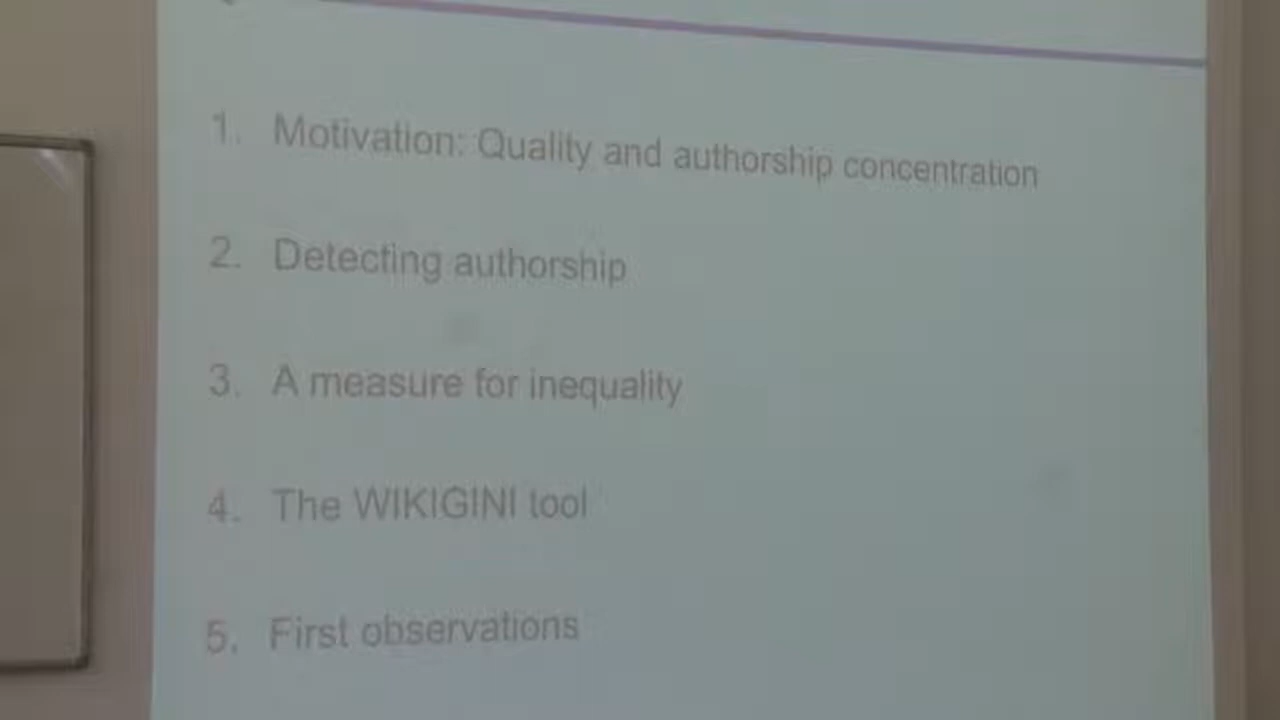 1. Motivation: Quality and authorship concentration
2. Detecting authorship
3. A measure for inequality
4. The WIKIGINI tool
5. First observations